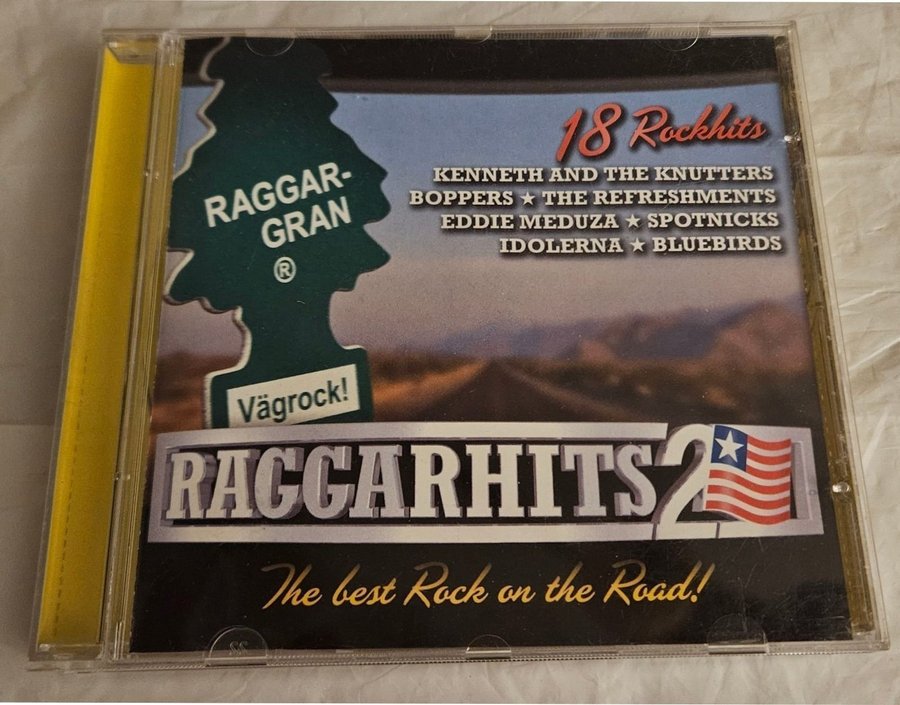 RAGGAR-
GRAN
®
Vägrock!
18 Rockhits
KENNETH AND THE KNUTTERS
BOPPERS ★ THE REFRESHMENTS
EDDIE MEDUZA ★ SPOTNICKS
IDOLERNA ★ BLUEBIRDS
RAGGARHITS 2
The best Rock on the Road!